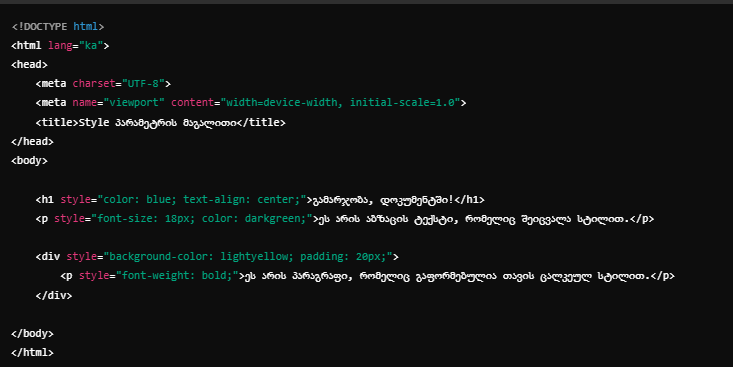 <!DOCTYPE html>
<html lang="ka">
<head>
    <meta charset="UTF-8">
    <meta name="viewport" content="width=device-width, initial-scale=1.0">
    <title>Style პარამეტრის მაგალითი</title>
</head>
<body>

    <h1 style="color: blue; text-align: center;">გამარჯობა, დოკუმენტში!</h1>
    <p style="font-size: 18px; color: darkgreen;">ეს არის აბზაცის ტექსტი, რომელიც შეიცვალა სტილით.</p>

    <div style="background-color: lightyellow; padding: 20px;">
        <p style="font-weight: bold;">ეს არის პარაგრაფი, რომელიც გაფორმებულია თავის ცალკეულ სტილით.</p>
    </div>

</body>
</html>